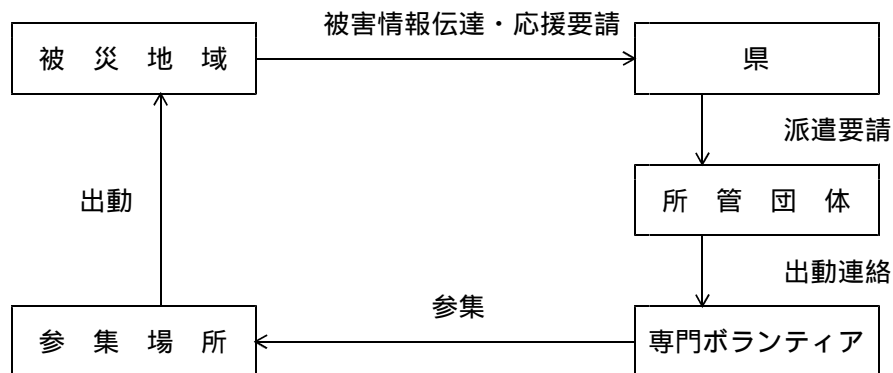 被害情報伝達・応援要請
被　災　地　域
県
派遣要請
所　管　団　体
出動
出動連絡
参集
参　集　場　所
専門ボランティア